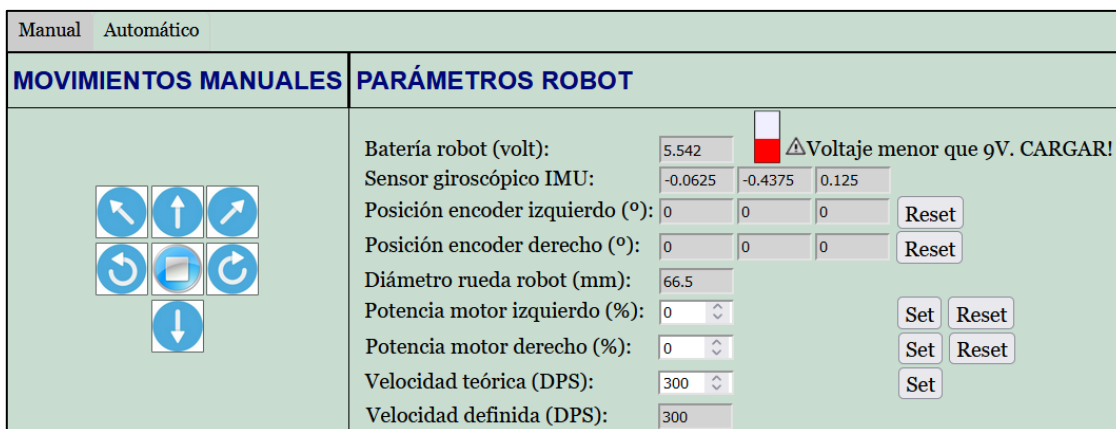 Manual Automático
MOVIMIENTOS MANUALES PARÁMETROS ROBOT
Batería robot (volt): 5.542 ⚠Voltaje menor que 9V. CARGAR!
Sensor giroscópico IMU: -0.0625 -0.4375 0.125
Posición encoder izquierdo (º): 0 0 0 Reset
Posición encoder derecho (º): 0 0 0 Reset
Diámetro rueda robot (mm): 66.5
Potencia motor izquierdo (%): 0 Set Reset
Potencia motor derecho (%): 0 Set Reset
Velocidad teórica (DPS): 300 Set
Velocidad definida (DPS): 300